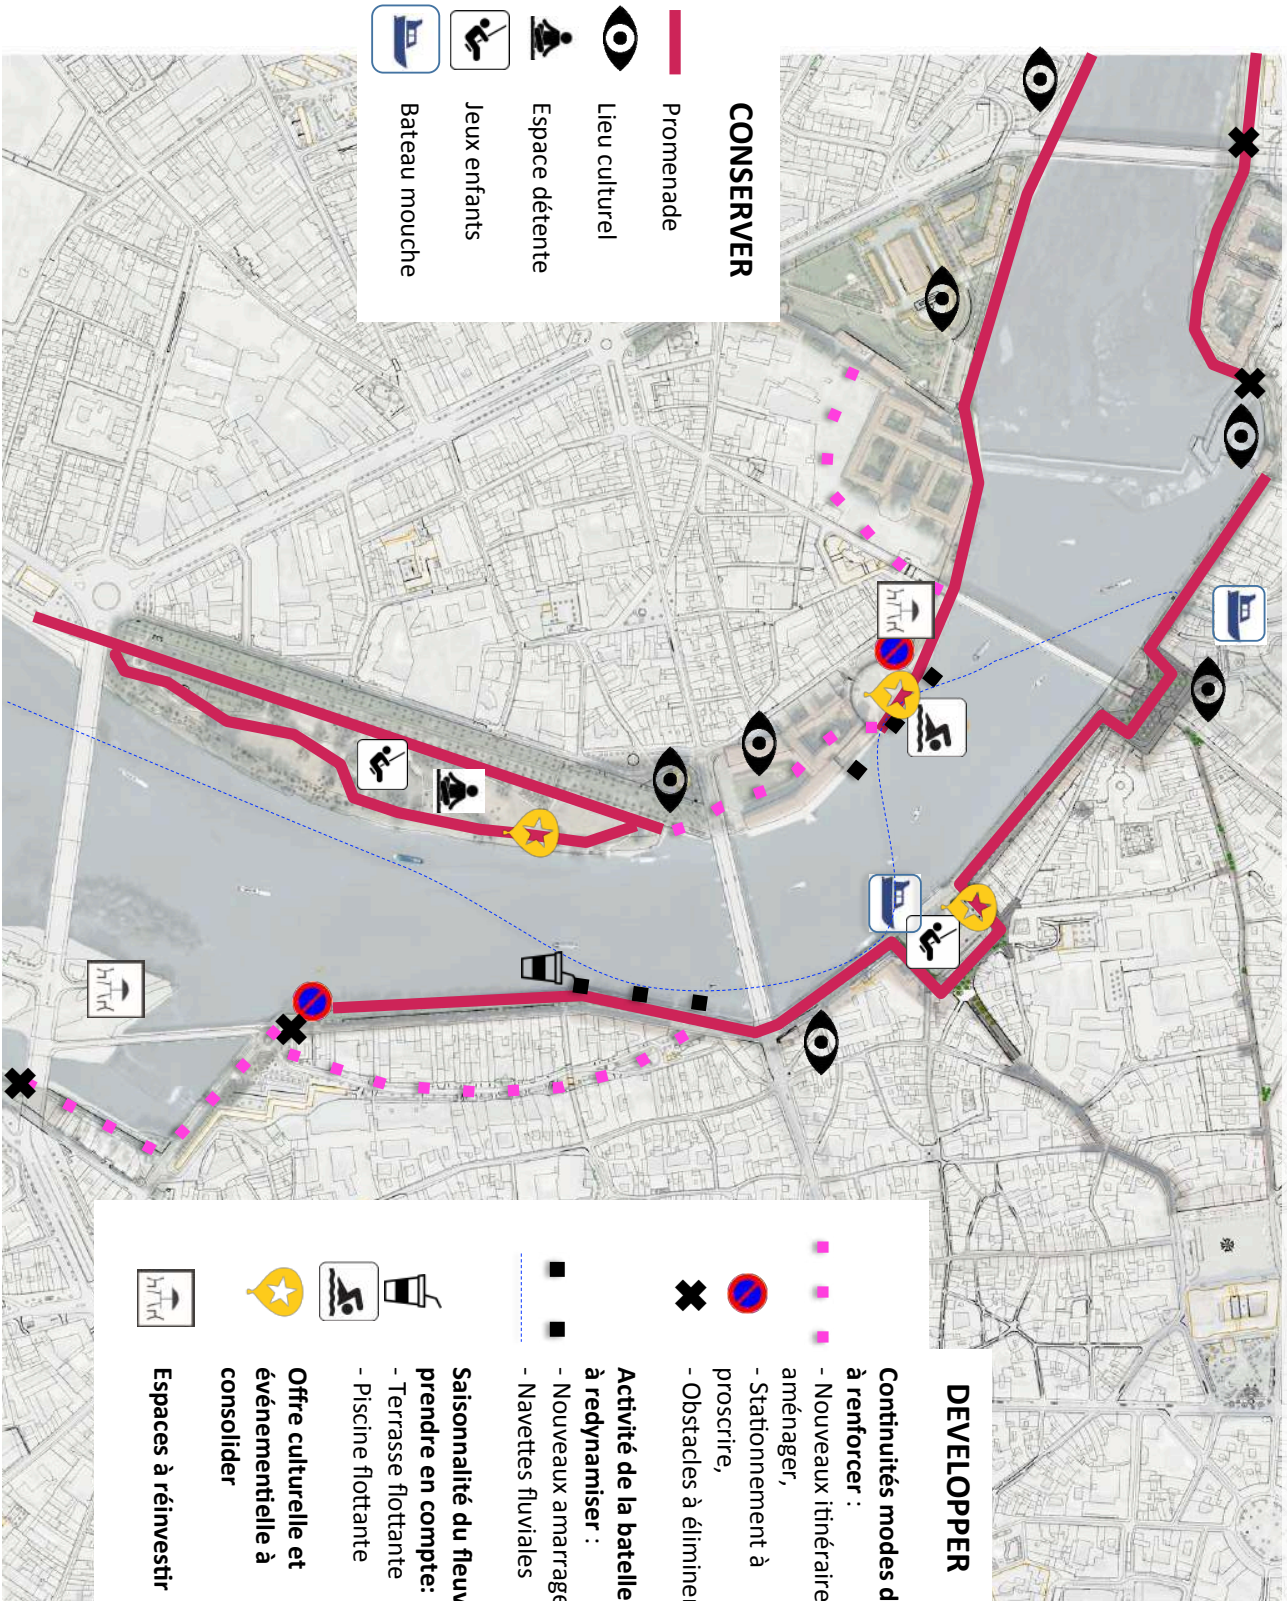 CONSERVER
Promenade
Lieu culturel
Espace détente
Jeux enfants
Bateau mouche
DEVELOPPER
Continuités modes d
à renforcer :
- Nouveaux itinéraire
aménager,
- Stationnement à
proscrire,
- Obstacles à éliminer
Activité de la batelle
à redynamiser :
- Nouveaux amarrage
- Navettes fluviales
Saisonnalité du fleuv
prendre en compte:
- Terrasse flottante
- Piscine flottante
Offre culturelle et
événementielle à
consolider
Espaces à réinvestir